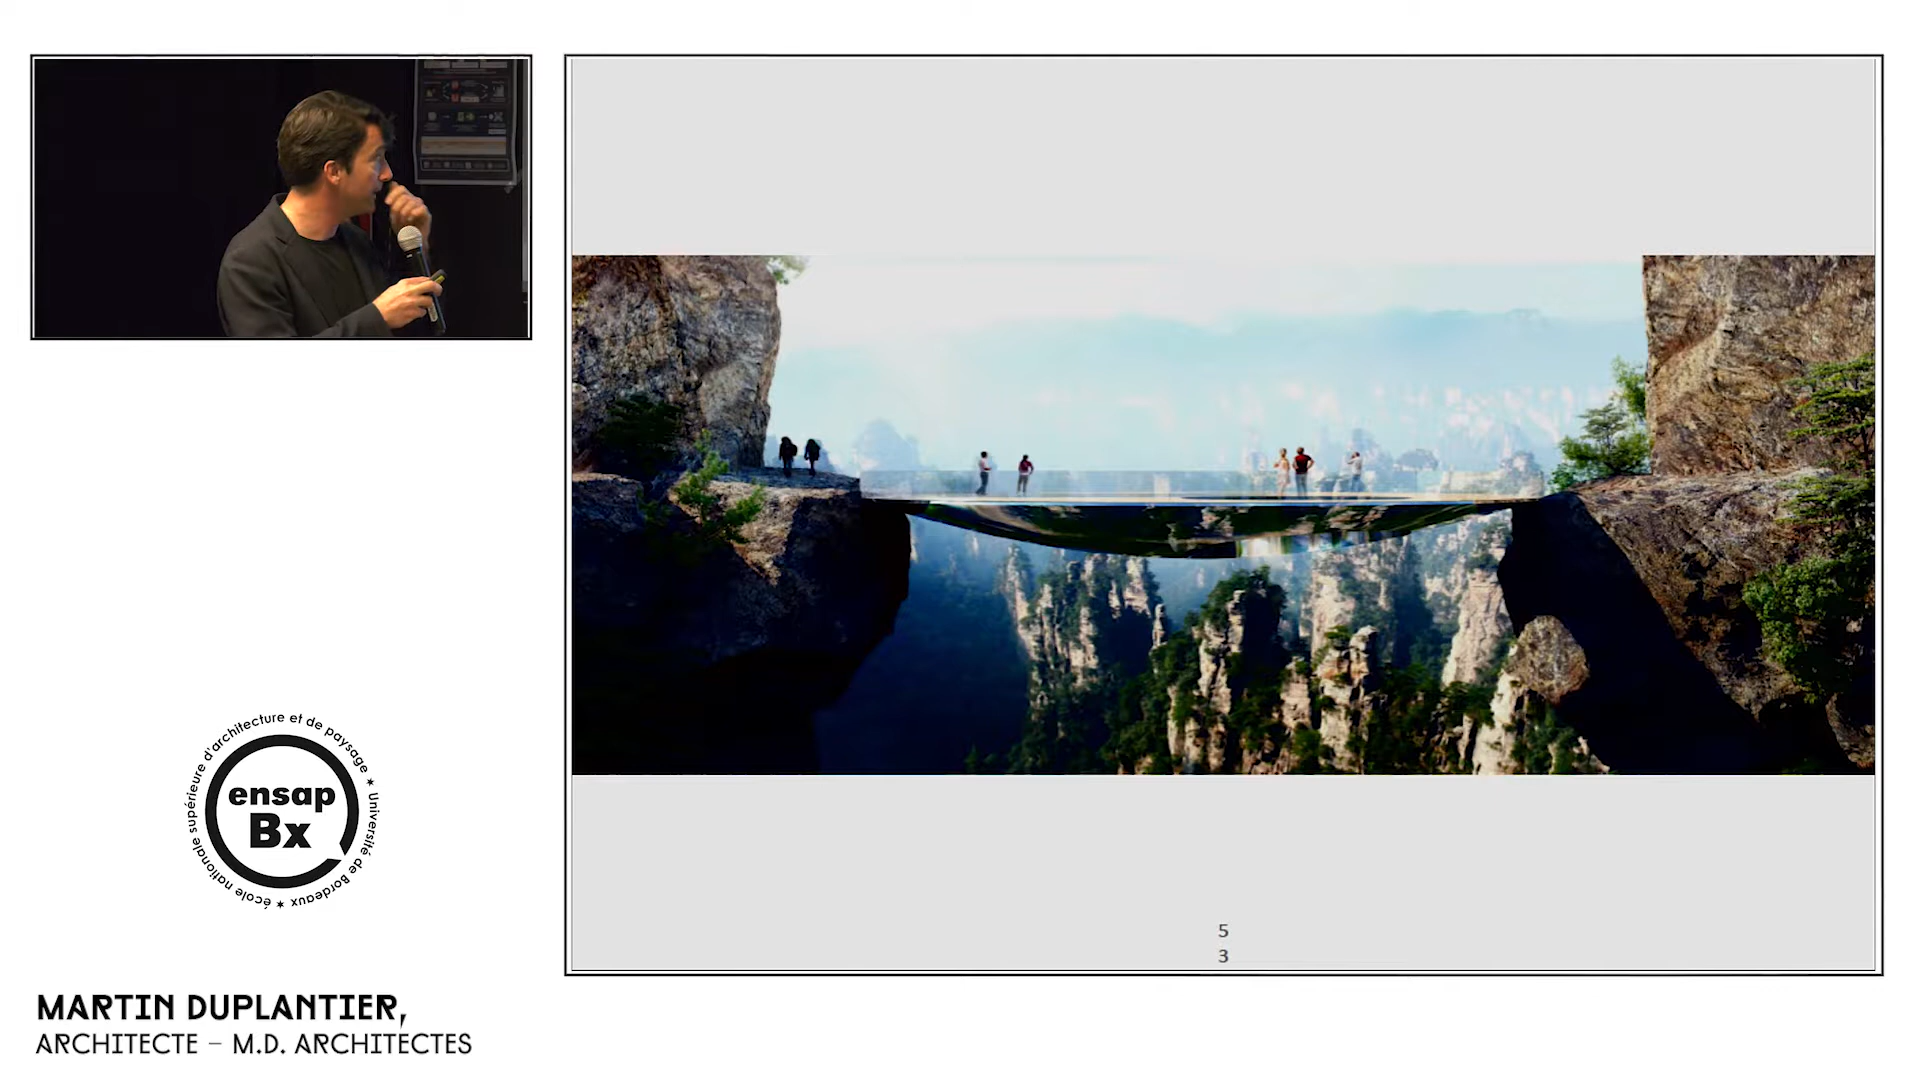 ensap
Bx
école nationale supérieure d'architecture et de paysage ✶ Université de Bordeaux ✶
5
3
MARTIN DUPLANTIER,
ARCHITECTE – M.D. ARCHITECTES